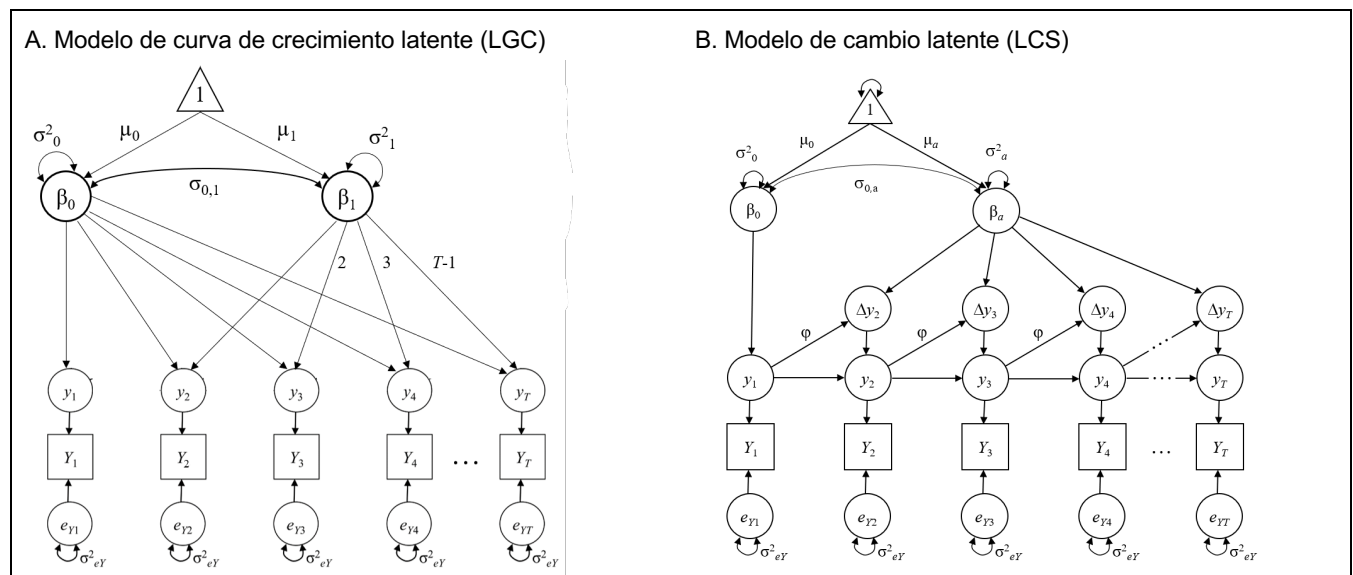 A. Modelo de curva de crecimiento latente (LGC)
1
μ0 μ1
σ²0 σ²1
σ0,1
β0 β1
2 3 T-1
y1 y2 y3 y4 yT
Y1 Y2 Y3 Y4 ... YT
eY1 eY2 eY3 eY4 eYT
σ²eY σ²eY σ²eY σ²eY σ²eY
B. Modelo de cambio latente (LCS)
1
μ0 μa
σ²0 σ²a
σ0,a
β0 βa
Δy2 Δy3 Δy4 ΔyT
φ φ φ ...
y1 y2 y3 y4 ... yT
Y1 Y2 Y3 Y4 ... YT
eY1 eY2 eY3 eY4 eYT
σ²eY σ²eY σ²eY σ²eY σ²eY